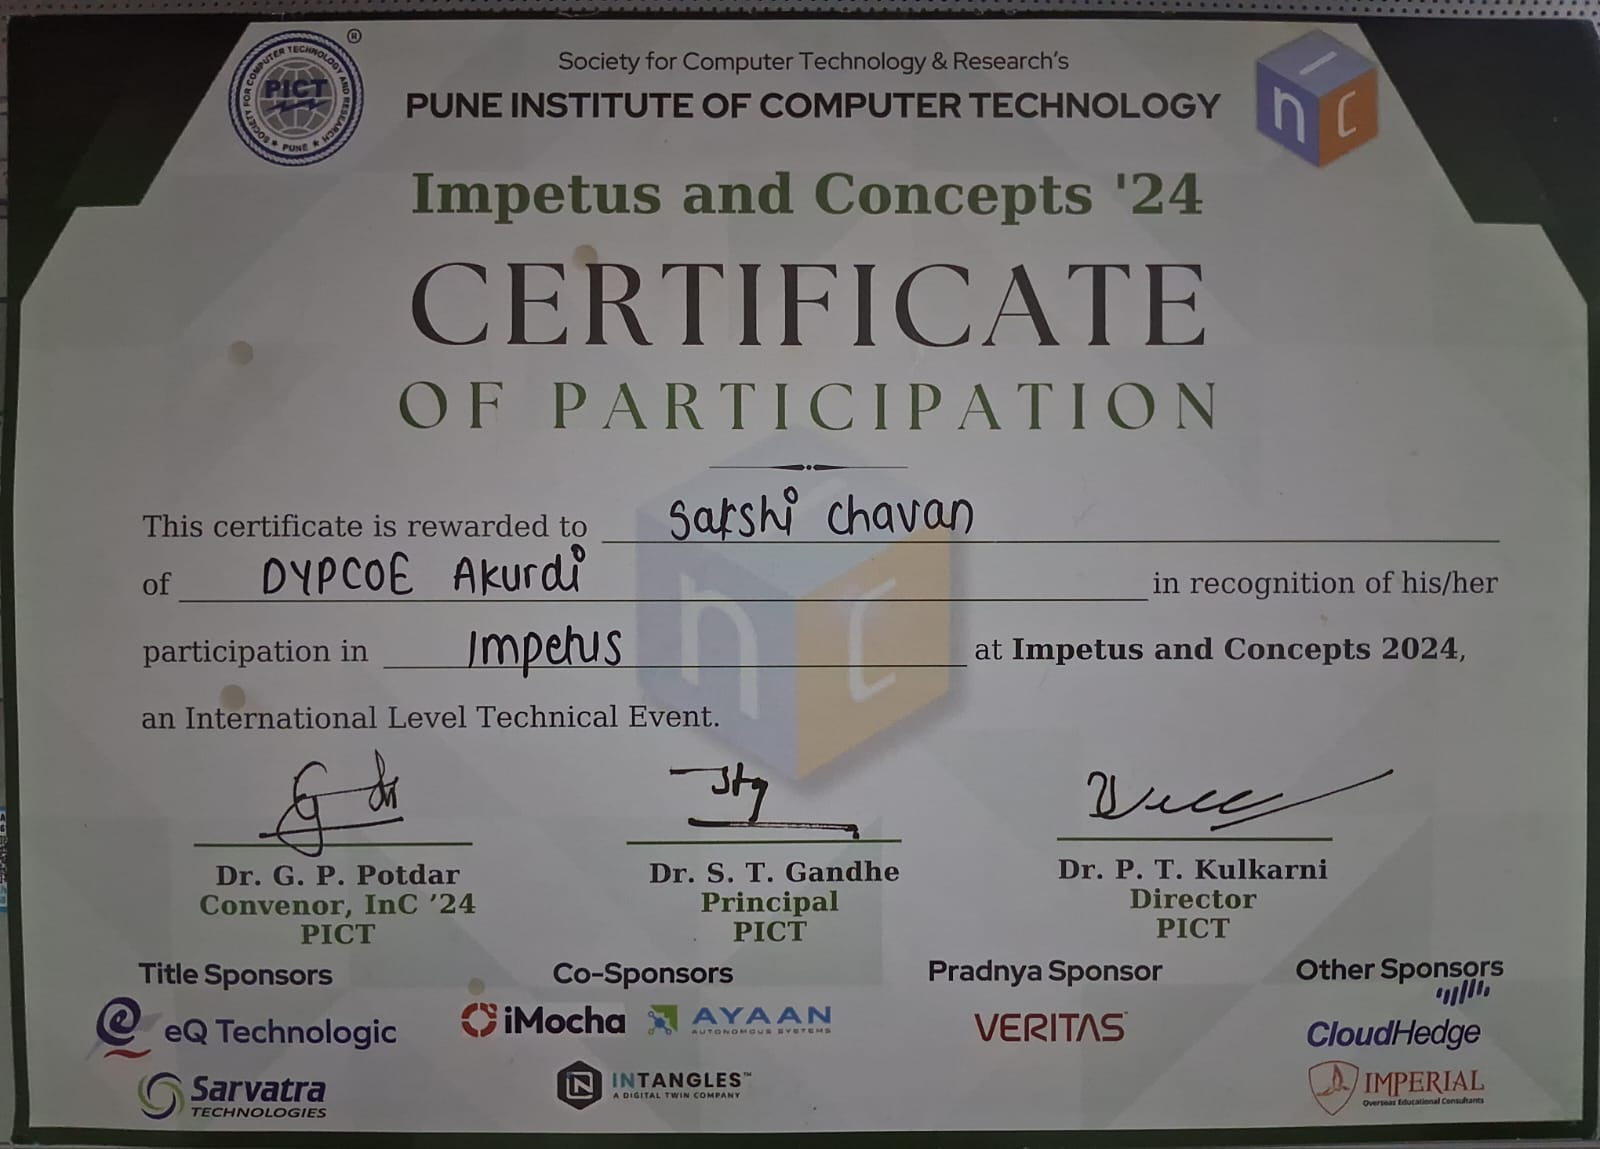 Society for Computer Technology & Research's
PUNE INSTITUTE OF COMPUTER TECHNOLOGY
SOCIETY FOR COMPUTER TECHNOLOGY AND RESEARCH
PICT
★ PUNE ★
®
I
n C
Impetus and Concepts '24
CERTIFICATE
OF PARTICIPATION
This certificate is rewarded to Sakshi Chavan
of DYPCOE Akurdi in recognition of his/her
participation in Impetus at Impetus and Concepts 2024,
an International Level Technical Event.
Dr. G. P. Potdar
Convenor, InC '24
PICT
Dr. S. T. Gandhe
Principal
PICT
Dr. P. T. Kulkarni
Director
PICT
Title Sponsors
eQ Technologic
Sarvatra
TECHNOLOGIES
Co-Sponsors
iMocha
AYAAN
AUTONOMOUS SYSTEMS
INTANGLES™
A DIGITAL TWIN COMPANY
Pradnya Sponsor
VERITAS
Other Sponsors
CloudHedge
IMPERIAL
Overseas Educational Consultants